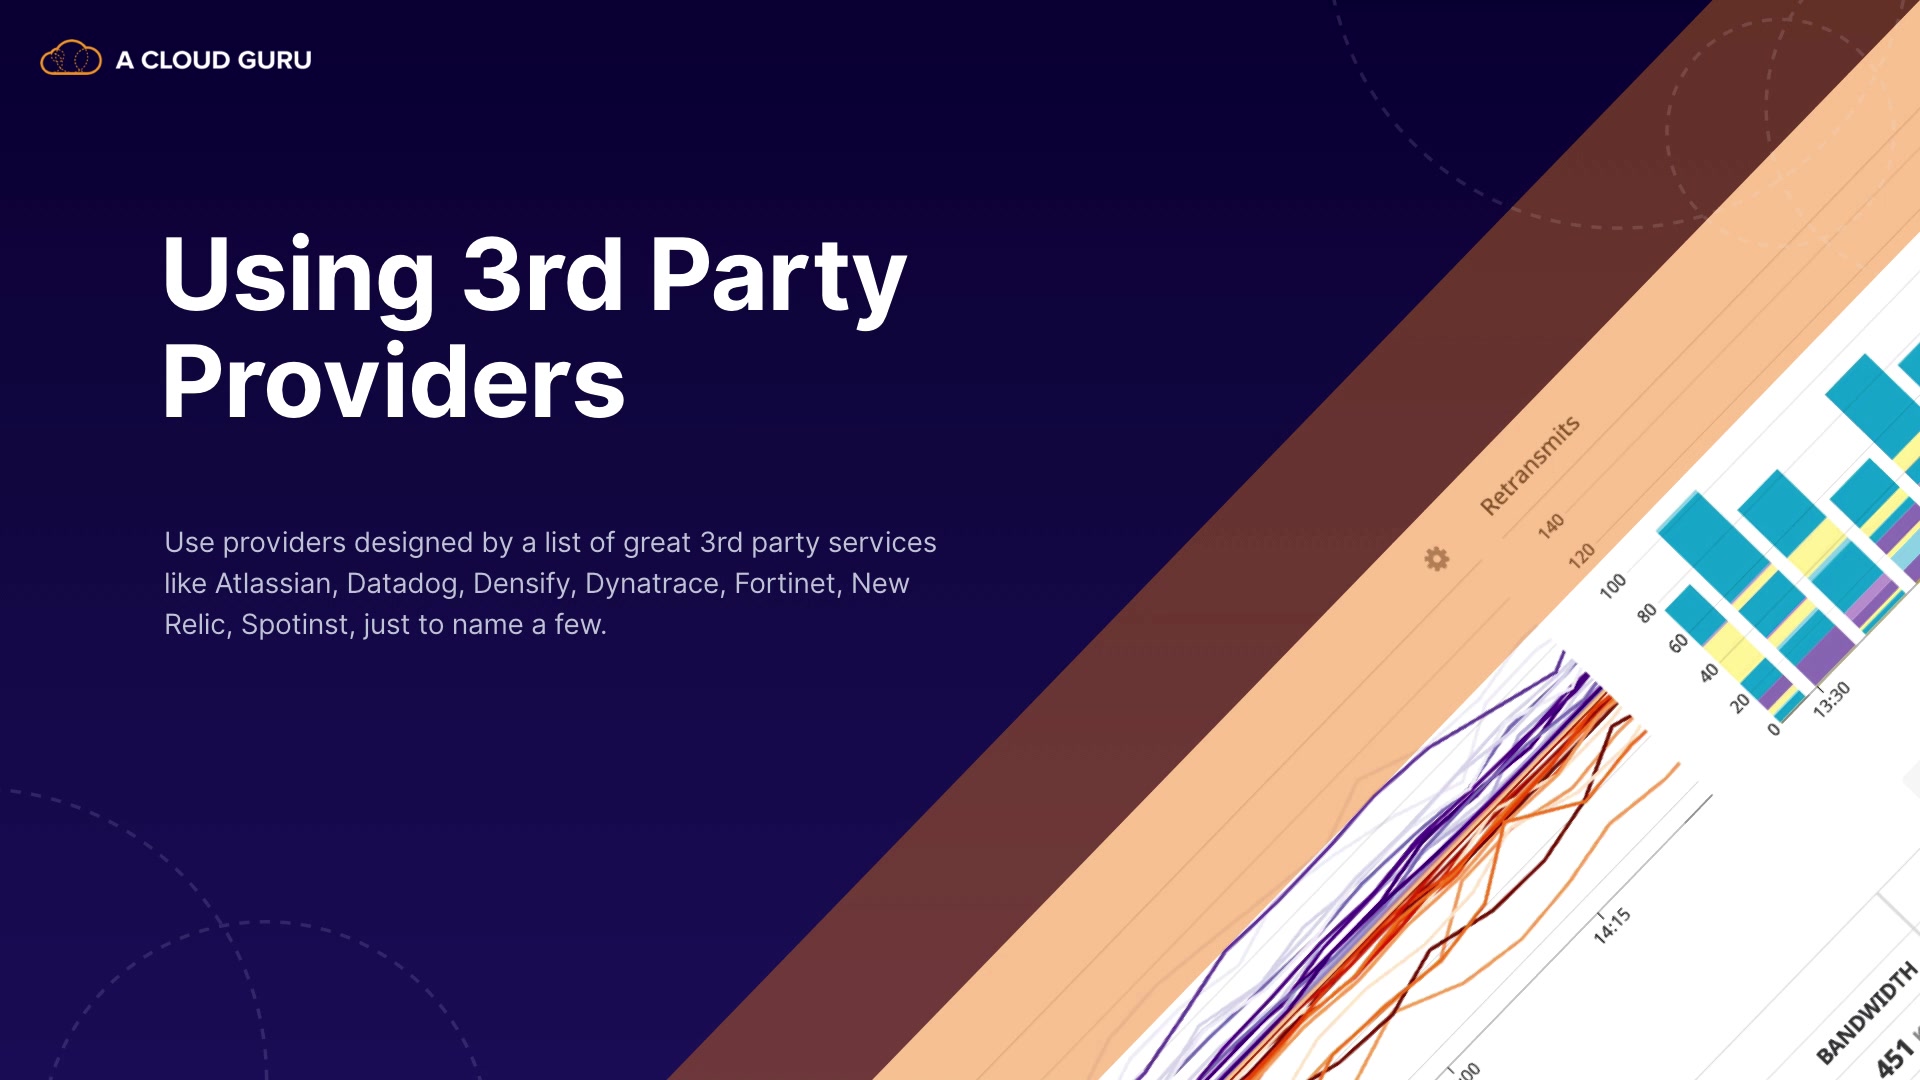 A CLOUD GURU
Using 3rd Party
Providers
Use providers designed by a list of great 3rd party services
like Atlassian, Datadog, Densify, Dynatrace, Fortinet, New
Relic, Spotinst, just to name a few.
Retransmits
140
120
100
80
60
40
20
0
13:30
14:15
BANDWIDTH
451